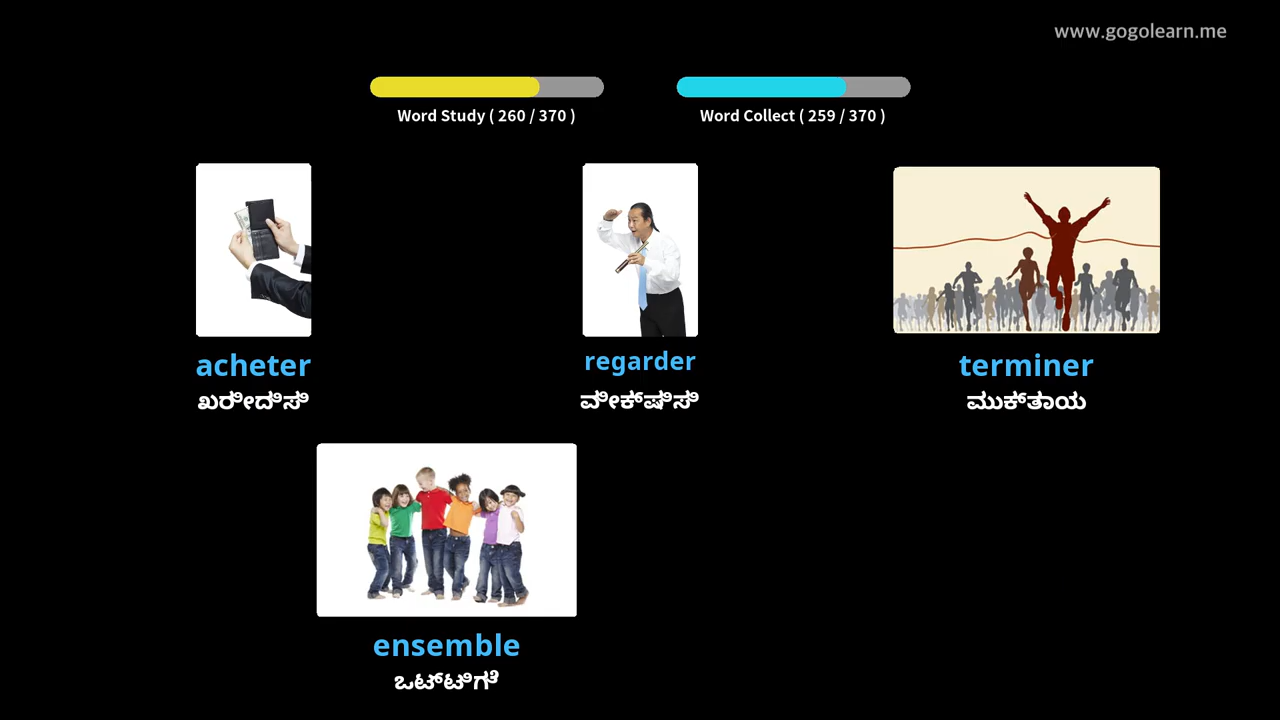 www.gogolearn.me
Word Study ( 260 / 370 )
Word Collect ( 259 / 370 )
acheter
regarder
terminer
ಖರೀದಿಸಿ
ವೀಕ್ಷಿಸಿ
ಮುಕ್ತಾಯ
ensemble
ಒಟ್ಟಿಗೆ